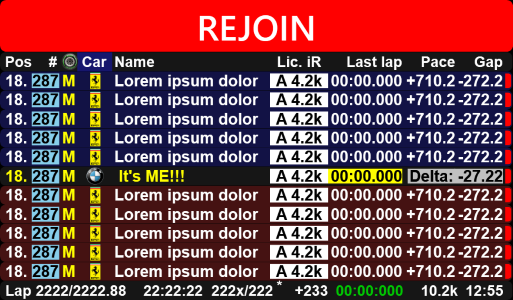 REJOIN
Pos # Car Name Lic. iR Last lap Pace Gap
18. 287 M Lorem ipsum dolor A 4.2k 00:00.000 +710.2 -272.2
18. 287 M Lorem ipsum dolor A 4.2k 00:00.000 +710.2 -272.2
18. 287 M Lorem ipsum dolor A 4.2k 00:00.000 +710.2 -272.2
18. 287 M Lorem ipsum dolor A 4.2k 00:00.000 +710.2 -272.2
18. 287 M Lorem ipsum dolor A 4.2k 00:00.000 +710.2 -272.2
18. 287 M It's ME!!! A 4.2k 00:00.000 Delta: -27.22
18. 287 M Lorem ipsum dolor A 4.2k 00:00.000 +710.2 -272.2
18. 287 M Lorem ipsum dolor A 4.2k 00:00.000 +710.2 -272.2
18. 287 M Lorem ipsum dolor A 4.2k 00:00.000 +710.2 -272.2
18. 287 M Lorem ipsum dolor A 4.2k 00:00.000 +710.2 -272.2
18. 287 M Lorem ipsum dolor A 4.2k 00:00.000 +710.2 -272.2
Lap 2222/2222.88 22:22:22 222x/222 * +233 00:00:000 10.2k 12:55